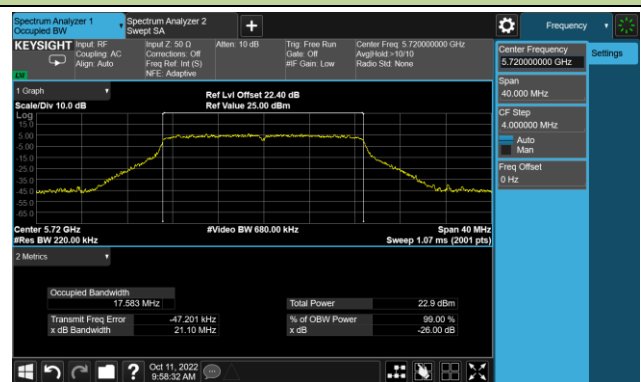 Spectrum Analyzer 1
Occupied BW
Spectrum Analyzer 2
Swept SA
Frequency
KEYSIGHT
Input: RF
Coupling: AC
Align: Auto
Input Z: 50 Ω
Corrections: Off
Freq Ref: Int (S)
NFE: Adaptive
Atten: 10 dB
Trig: Free Run
Gate: Off
#IF Gain: Low
Center Freq: 5.720000000 GHz
Avg|Hold:>10/10
Radio Std: None
LW
Center Frequency
5.720000000 GHz
Settings
Span
40.000 MHz
CF Step
4.000000 MHz
Auto
Man
Freq Offset
0 Hz
1 Graph
Scale/Div 10.0 dB
Ref Lvl Offset 22.40 dB
Ref Value 25.00 dBm
Log
15.0
5.00
-5.00
-15.0
-25.0
-35.0
-45.0
-55.0
-65.0
Center 5.72 GHz
#Res BW 220.00 kHz
#Video BW 680.00 kHz
Span 40 MHz
Sweep 1.07 ms (2001 pts)
2 Metrics
Occupied Bandwidth
17.583 MHz
Total Power 22.9 dBm
Transmit Freq Error -47.201 kHz
% of OBW Power 99.00 %
x dB Bandwidth 21.10 MHz
x dB -26.00 dB
Oct 11, 2022
9:58:32 AM